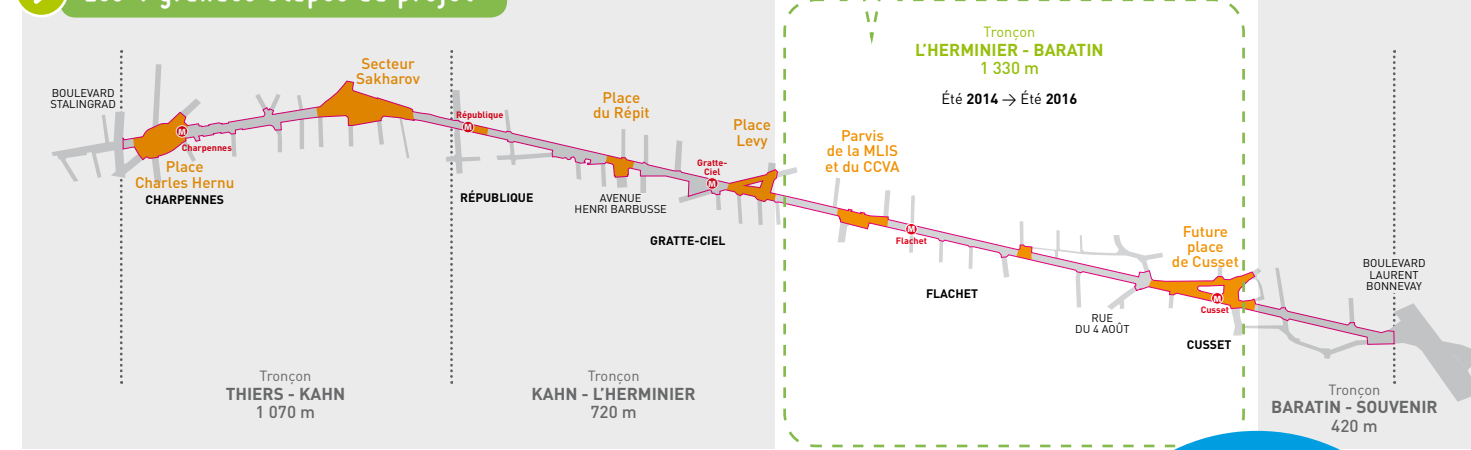 BOULEVARD
STALINGRAD
M
Charpennes
Place
Charles Hernu
CHARPENNES
Secteur
Sakharov
République
M
RÉPUBLIQUE
Place
du Répit
AVENUE
HENRI BARBUSSE
Gratte-
Ciel
M
GRATTE-CIEL
Place
Levy
Tronçon
THIERS - KAHN
1 070 m
Tronçon
KAHN - L'HERMINIER
720 m
Tronçon
L'HERMINIER - BARATIN
1 330 m
Été 2014 → Été 2016
Parvis
de la MLIS
et du CCVA
M
Flachet
FLACHET
RUE
DU 4 AOÛT
Future
place
de Cusset
M
Cusset
CUSSET
BOULEVARD
LAURENT
BONNEVAY
Tronçon
BARATIN - SOUVENIR
420 m